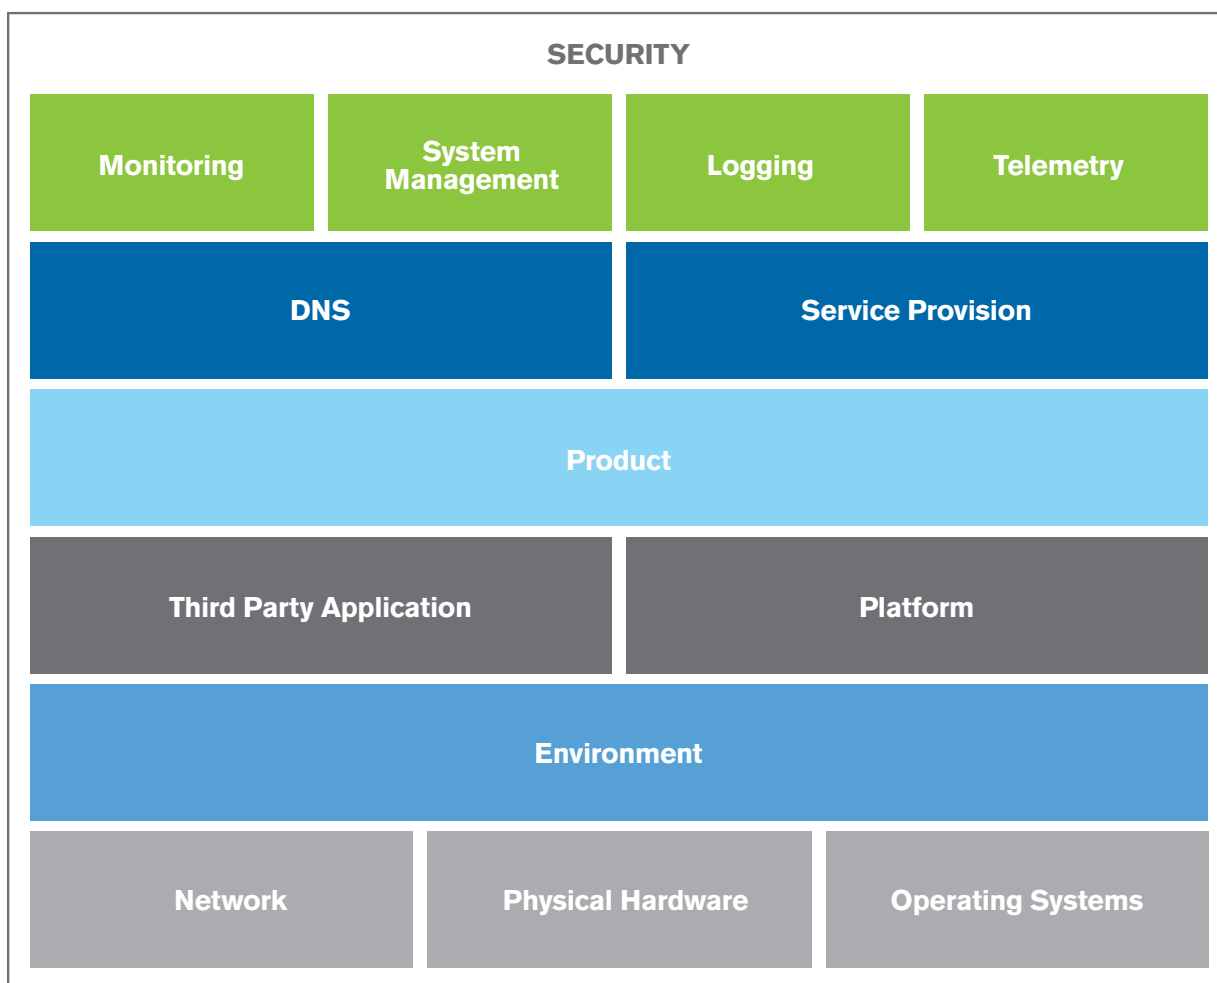 SECURITY
Monitoring
System
Management
Logging
Telemetry
DNS
Service Provision
Product
Third Party Application
Platform
Environment
Network
Physical Hardware
Operating Systems